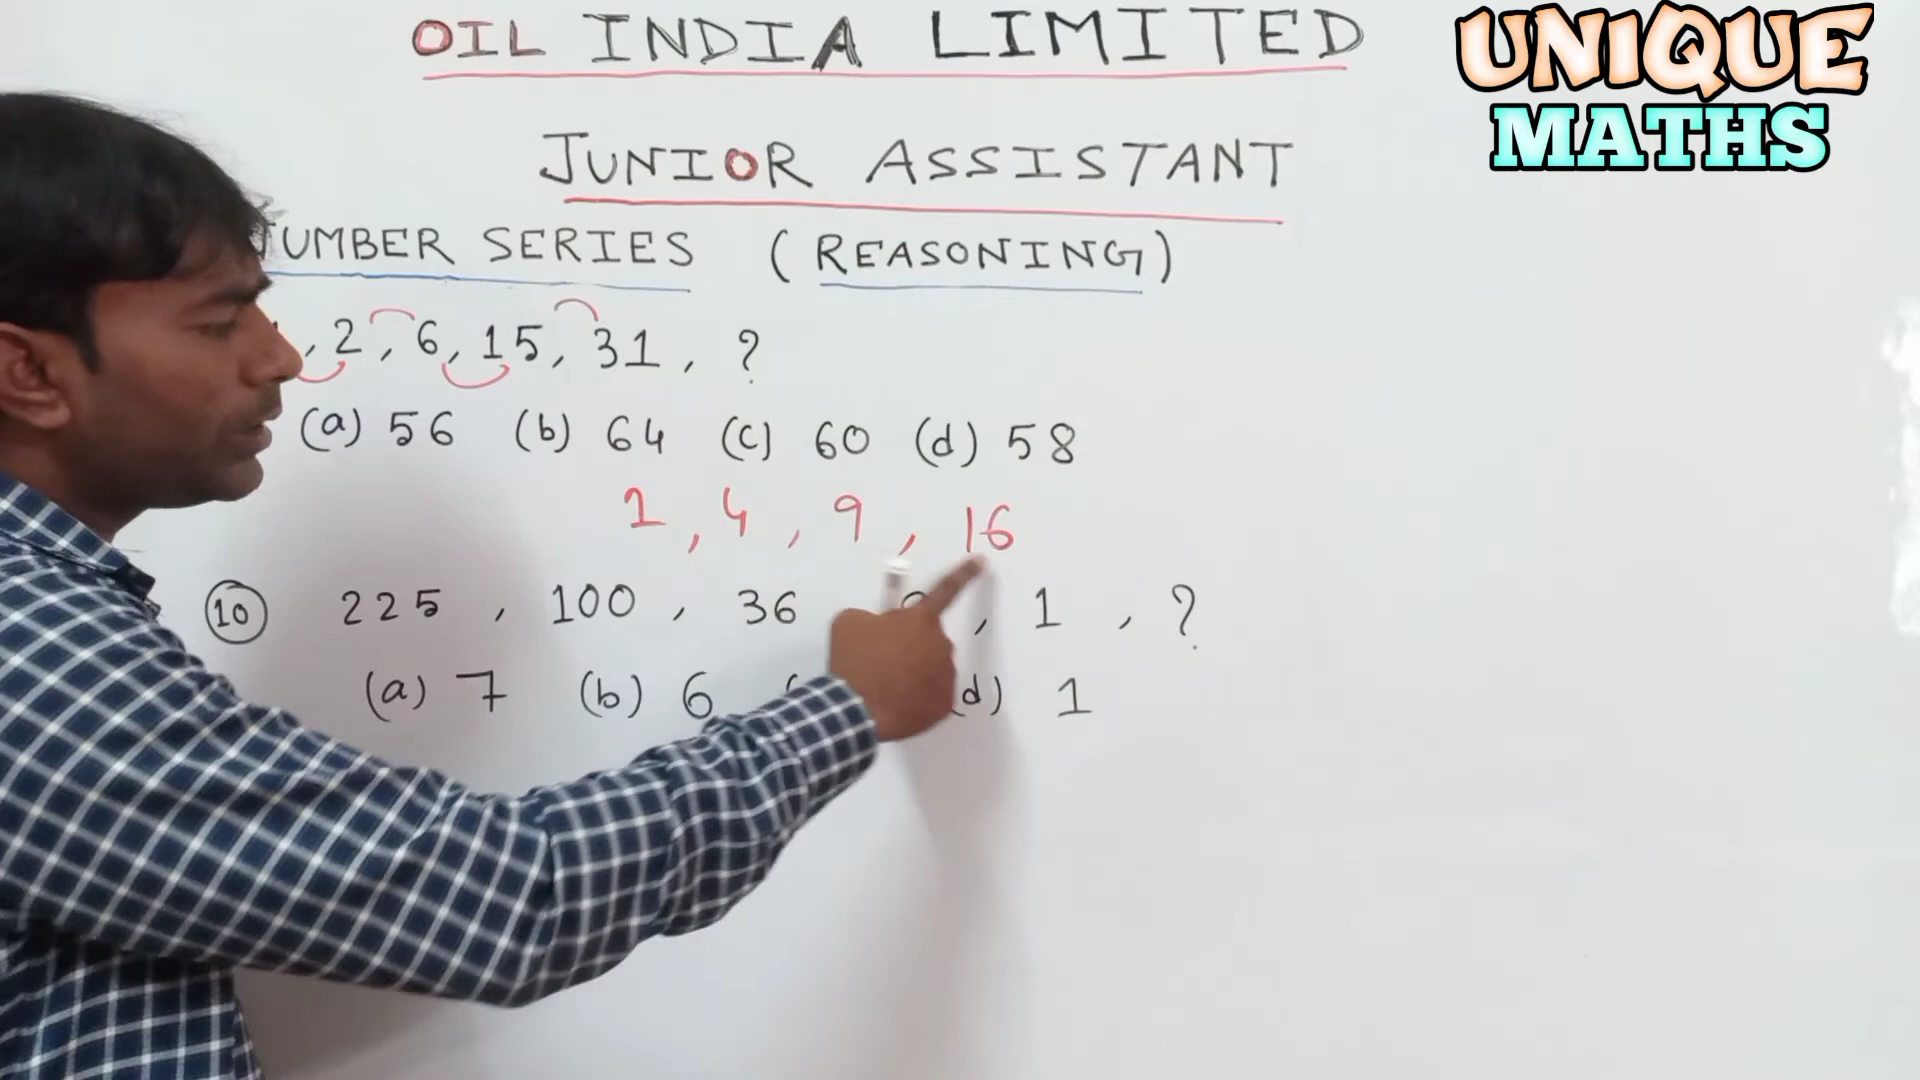 OIL INDIA LIMITED
UNIQUE
MATHS
JUNIOR ASSISTANT
NUMBER SERIES ( REASONING )
, 2 , 6 , 15 , 31 , ?
(a) 56 (b) 64 (c) 60 (d) 58
1 , 4 , 9 , 16
10 225 , 100 , 36 , 1 , ?
(a) 7 (b) 6 (d) 1